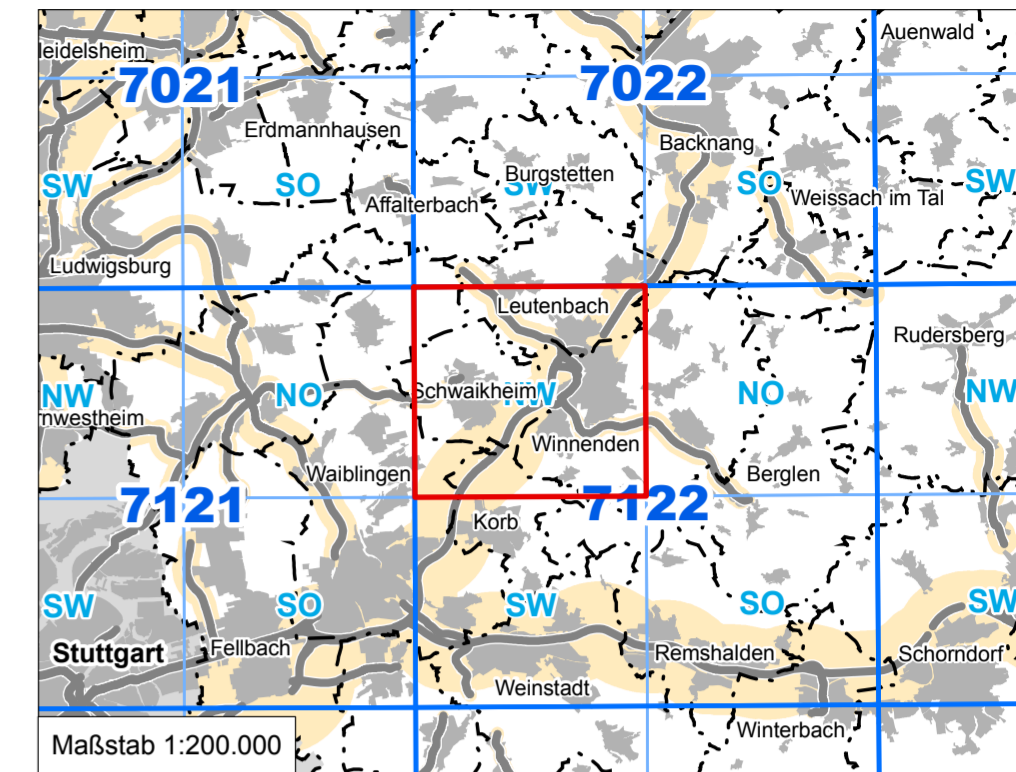 Auenwald
eidelsheim
7021
7022
Erdmannhausen
Backnang
Burgstetten
SW
SO
SW
SO
SW
Affalterbach
Weissach im Tal
Ludwigsburg
Leutenbach
Rudersberg
NW
NO
Schwaikheim
NW
NO
NW
rnwestheim
Winnenden
Waiblingen
Berglen
7121
7122
Korb
SW
SO
SW
SO
SW
Stuttgart
Fellbach
Remshalden
Schorndorf
Weinstadt
Winterbach
Maßstab 1:200.000